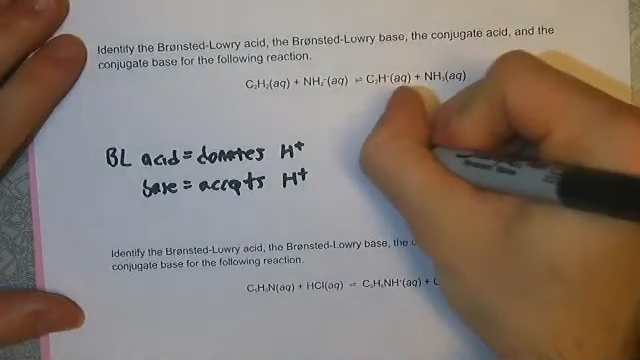 Identify the Brønsted-Lowry acid, the Brønsted-Lowry base, the conjugate acid, and the
conjugate base for the following reaction.
C₂H₂(aq) + NH₂⁻(aq) ⇌ C₂H⁻(aq) + NH₃(aq)
BL acid = donates H⁺
base = accepts H⁺
Identify the Brønsted-Lowry acid, the Brønsted-Lowry base, the
conjugate base for the following reaction.
C₅H₅N(aq) + HCl(aq) ⇌ C₅H₅NH⁺(aq) +